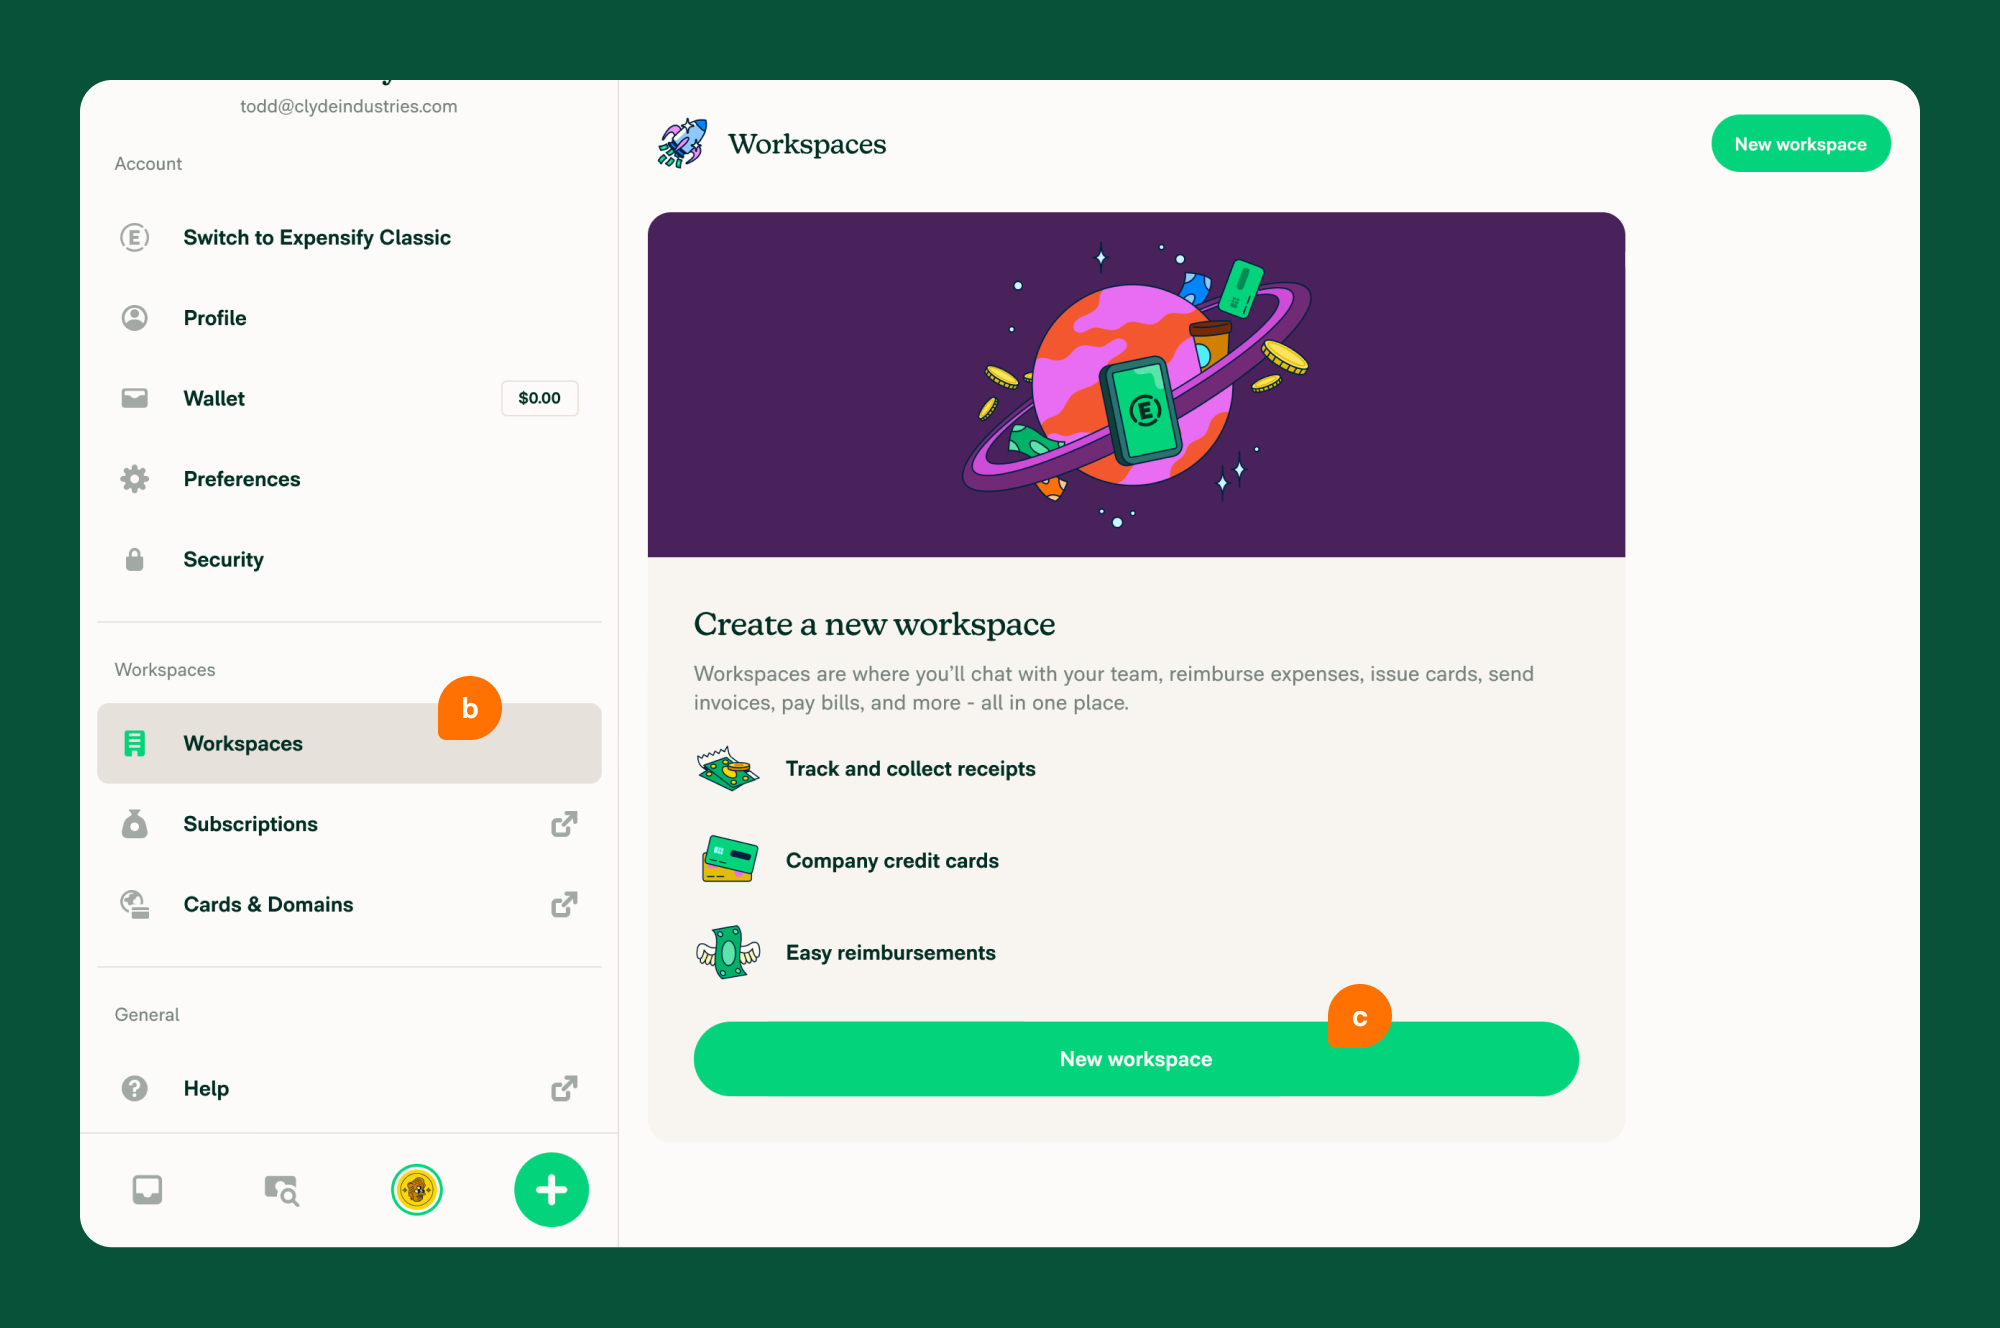 todd@clydeindustries.com
Account
Switch to Expensify Classic
Profile
Wallet
$0.00
Preferences
Security
Workspaces
b
Workspaces
Subscriptions
Cards & Domains
General
Help
Workspaces
New workspace
E
Create a new workspace
Workspaces are where you’ll chat with your team, reimburse expenses, issue cards, send
invoices, pay bills, and more - all in one place.
Track and collect receipts
Company credit cards
Easy reimbursements
c
New workspace